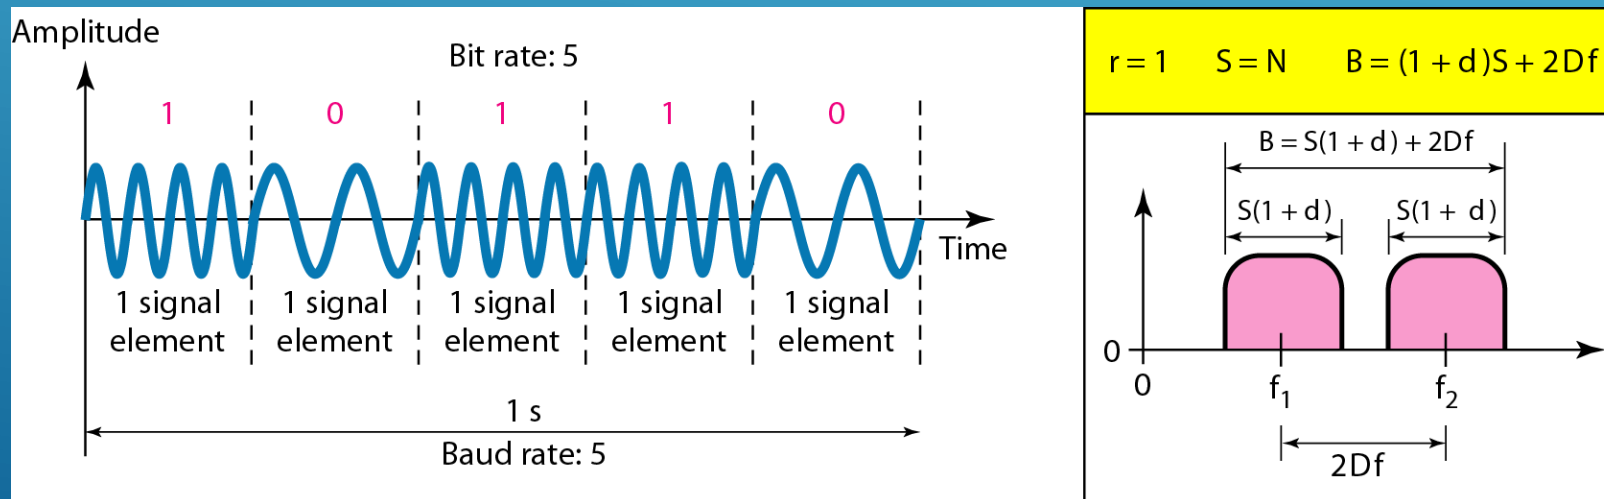 Amplitude
Bit rate: 5
1 0 1 1 0
Time
1 signal element
1 signal element
1 signal element
1 signal element
1 signal element
1 s
Baud rate: 5
r = 1 S = N B = (1 + d)S + 2Df
B = S(1 + d) + 2Df
S(1 + d) S(1 + d)
0
0 f₁ f₂
2Df